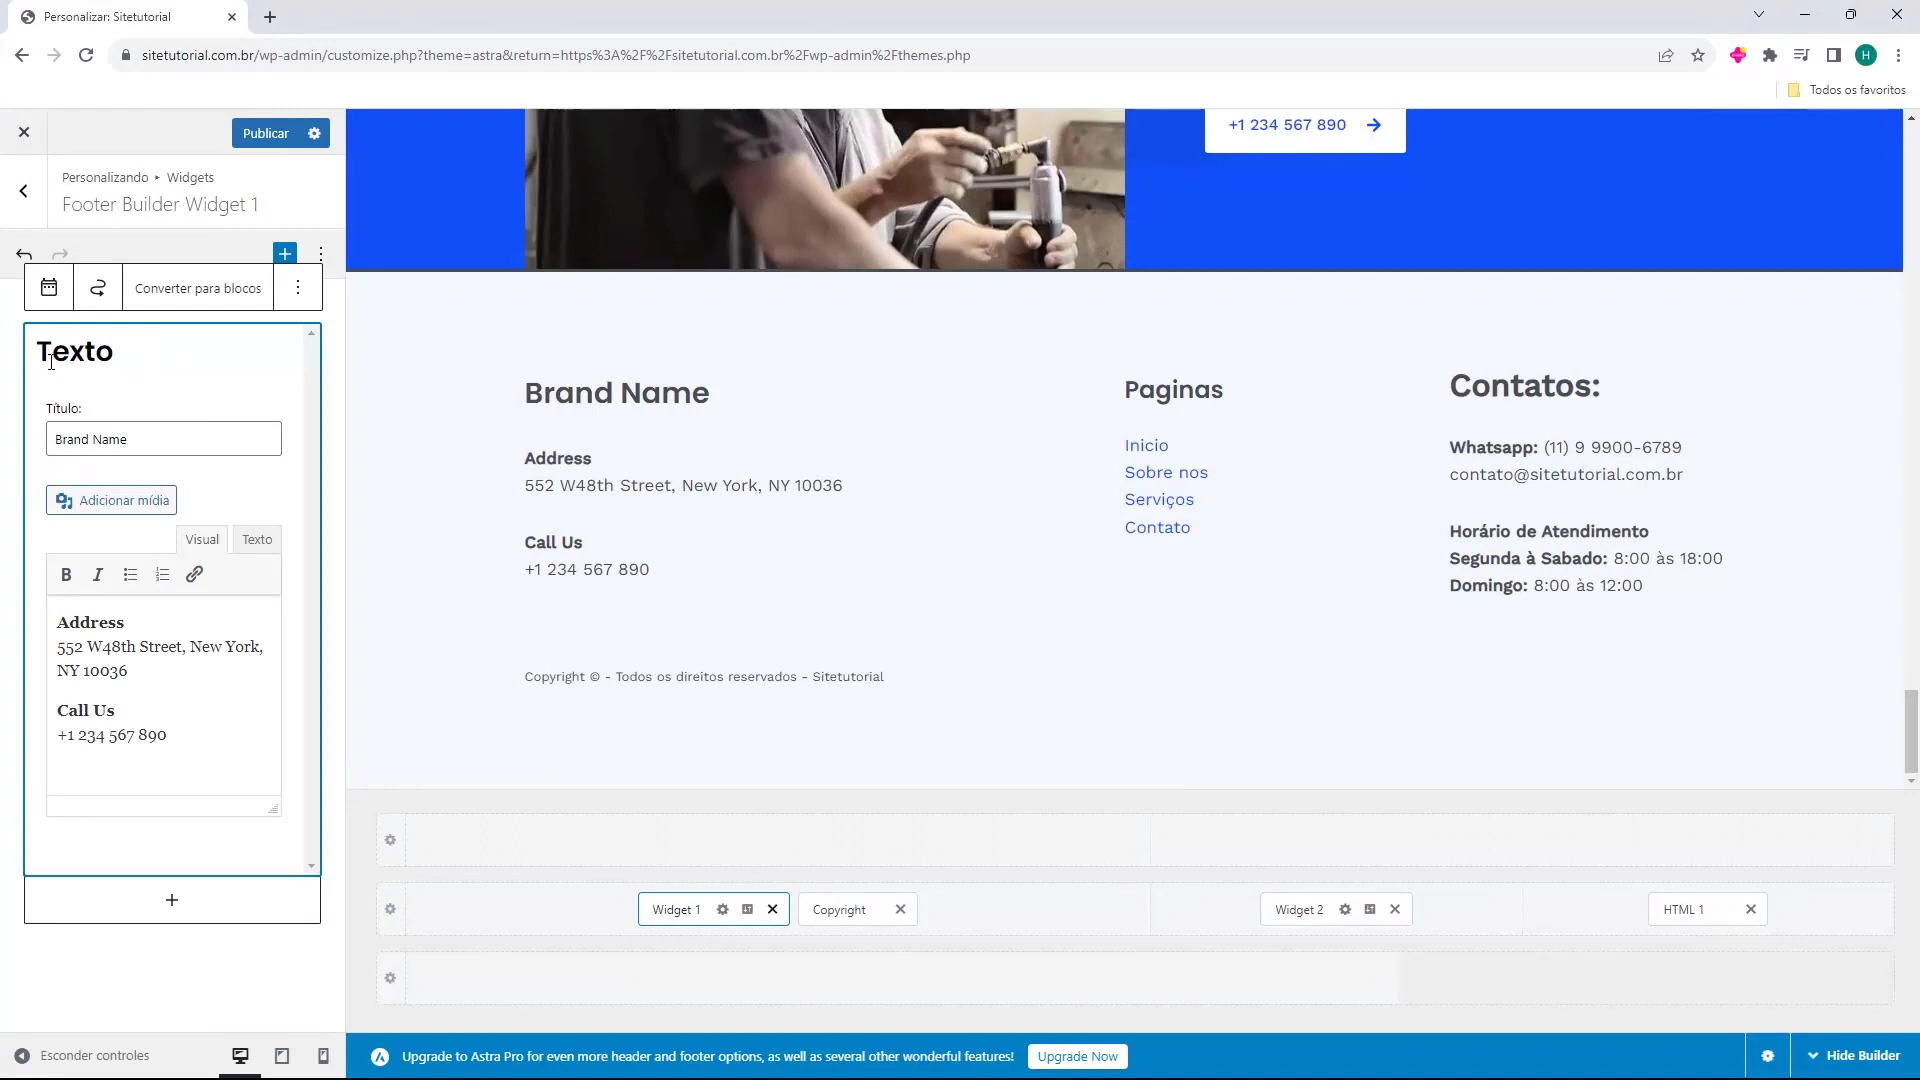 Personalizar: Sitetutorial
sitetutorial.com.br/wp-admin/customize.php?theme=astra&return=https%3A%2F%2Fsitetutorial.com.br%2Fwp-admin%2Fthemes.php
H
Todos os favoritos
Publicar
Personalizando ▸ Widgets
Footer Builder Widget 1
Converter para blocos
Texto
Título:
Brand Name
Adicionar mídia
Visual
Texto
B I
Address
552 W48th Street, New York,
NY 10036
Call Us
+1 234 567 890
Esconder controles
+1 234 567 890
Brand Name
Address
552 W48th Street, New York, NY 10036
Call Us
+1 234 567 890
Copyright © - Todos os direitos reservados - Sitetutorial
Paginas
Inicio
Sobre nos
Serviços
Contato
Contatos:
Whatsapp: (11) 9 9900-6789
contato@sitetutorial.com.br
Horário de Atendimento
Segunda à Sabado: 8:00 às 18:00
Domingo: 8:00 às 12:00
Widget 1
Copyright
Widget 2
HTML 1
Upgrade to Astra Pro for even more header and footer options, as well as several other wonderful features!
Upgrade Now
Hide Builder